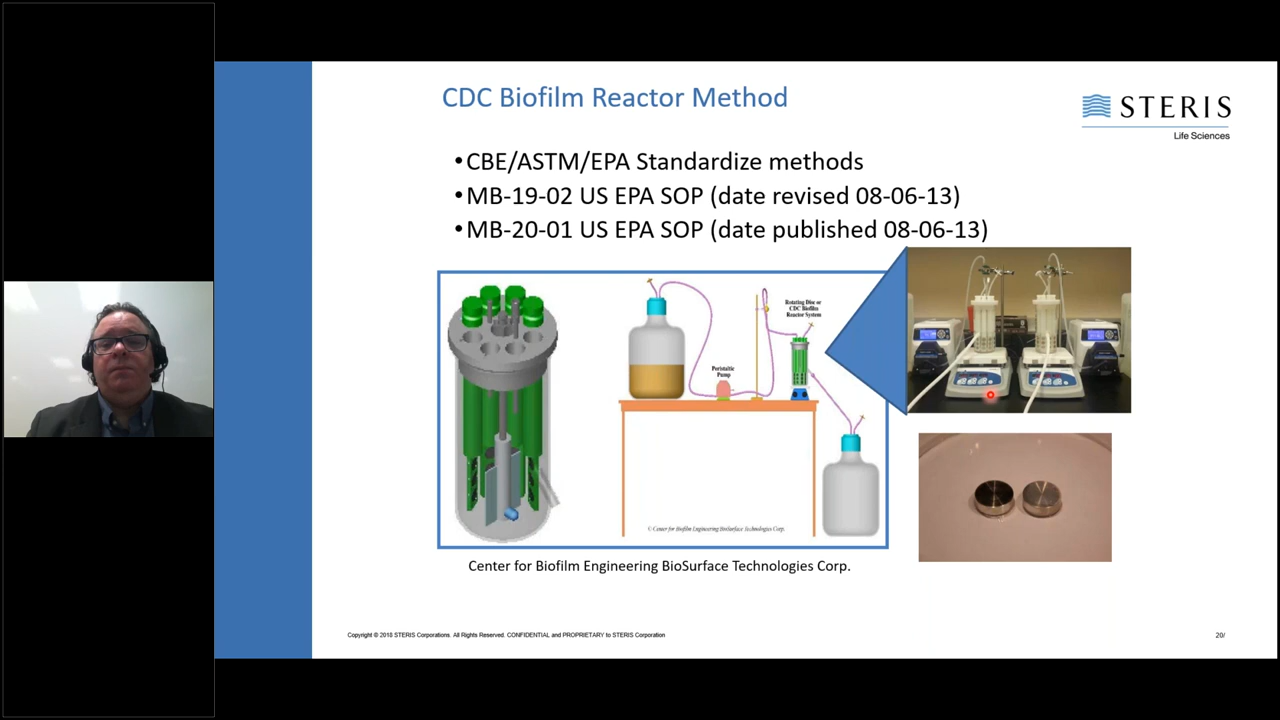 CDC Biofilm Reactor Method
STERIS
Life Sciences
•CBE/ASTM/EPA Standardize methods
•MB-19-02 US EPA SOP (date revised 08-06-13)
•MB-20-01 US EPA SOP (date published 08-06-13)
Rotating Disc or
CDC Biofilm
Reactor System
Peristaltic
Pump
© Center for Biofilm Engineering BioSurface Technologies Corp.
Center for Biofilm Engineering BioSurface Technologies Corp.
Copyright © 2018 STERIS Corporations. All Rights Reserved. CONFIDENTIAL and PROPRIETARY to STERIS Corporation
20/